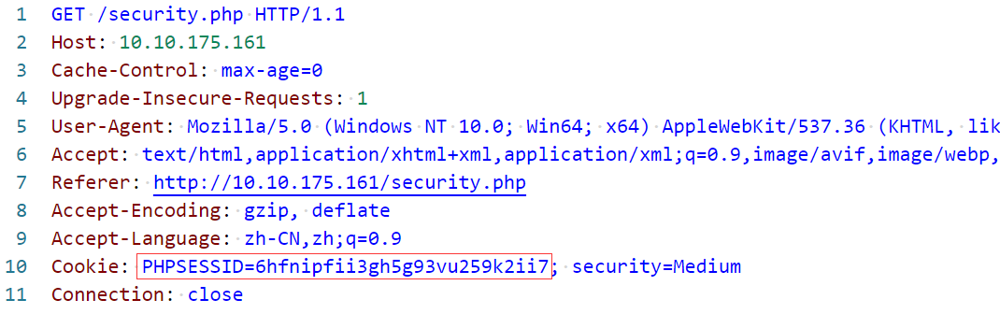 1 GET /security.php HTTP/1.1
2 Host: 10.10.175.161
3 Cache-Control: max-age=0
4 Upgrade-Insecure-Requests: 1
5 User-Agent: Mozilla/5.0 (Windows NT 10.0; Win64; x64) AppleWebKit/537.36 (KHTML, lik
6 Accept: text/html,application/xhtml+xml,application/xml;q=0.9,image/avif,image/webp,
7 Referer: http://10.10.175.161/security.php
8 Accept-Encoding: gzip, deflate
9 Accept-Language: zh-CN,zh;q=0.9
10 Cookie: PHPSESSID=6hfnipfii3gh5g93vu259k2ii7; security=Medium
11 Connection: close